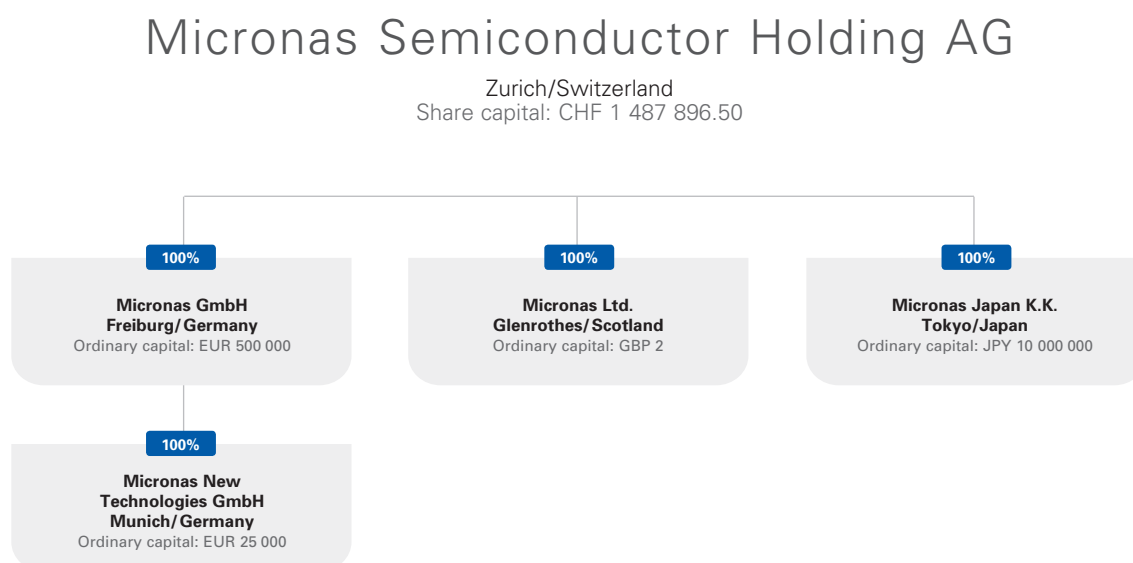 Micronas Semiconductor Holding AG
Zurich/Switzerland
Share capital: CHF 1 487 896.50
100%
Micronas GmbH
Freiburg/Germany
Ordinary capital: EUR 500 000
100%
Micronas Ltd.
Glenrothes/Scotland
Ordinary capital: GBP 2
100%
Micronas Japan K.K.
Tokyo/Japan
Ordinary capital: JPY 10 000 000
100%
Micronas New
Technologies GmbH
Munich/Germany
Ordinary capital: EUR 25 000